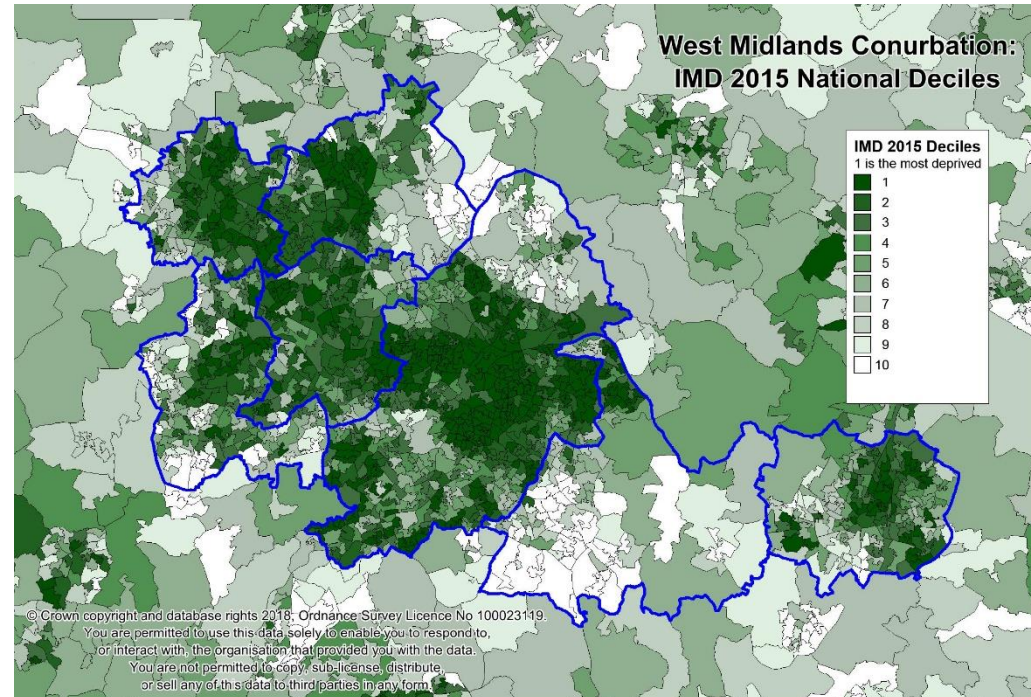 West Midlands Conurbation:
IMD 2015 National Deciles
IMD 2015 Deciles
1 is the most deprived
1
2
3
4
5
6
7
8
9
10
© Crown copyright and database rights 2018, Ordnance Survey Licence No 100023119.
You are permitted to use this data solely to enable you to respond to,
or interact with, the organisation that provided you with the data.
You are not permitted to copy, sub-license, distribute,
or sell any of this data to third parties in any form.